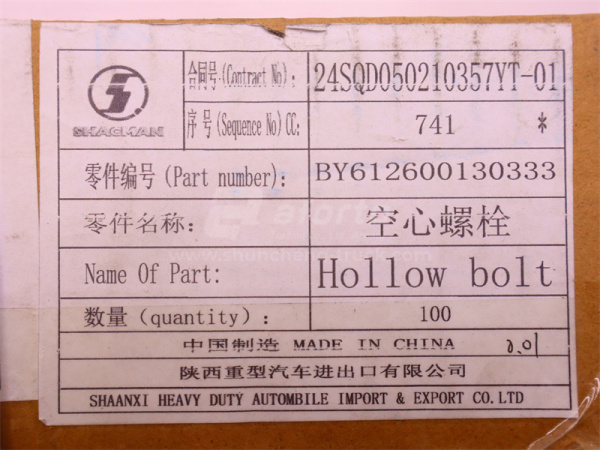 SHACMAN
合同号(Contract No): 24SQD050210357YT-01
序号(Sequence No)CC: 741 *
零件编号(Part number): BY612600130333
零件名称: 空心螺栓
Name Of Part: Hollow bolt
数量(quantity): 100
中国制造 MADE IN CHINA 2.01
陕西重型汽车进出口有限公司
SHAANXI HEAVY DUTY AUTOMBILE IMPORT & EXPORT CO.LTD